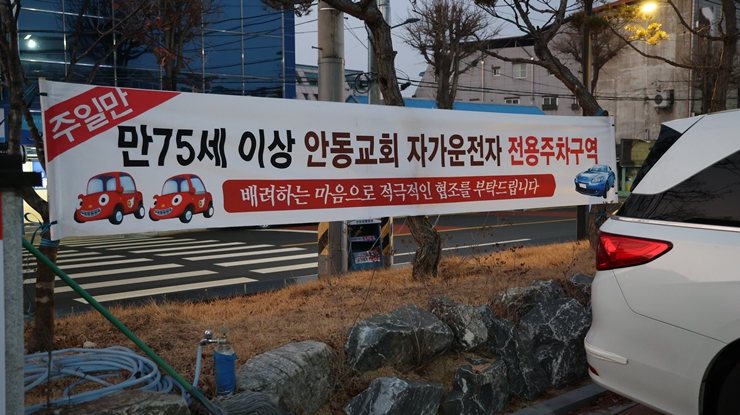 주일만
만75세 이상 안동교회 자가운전자 전용주차구역
배려하는 마음으로 적극적인 협조를 부탁드립니다